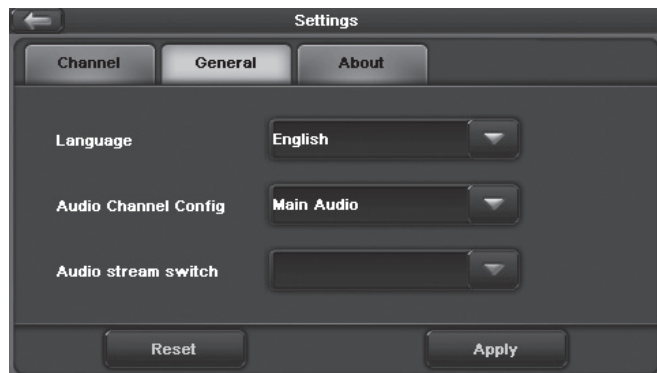 Settings
Channel General About
Language English
Audio Channel Config Main Audio
Audio stream switch
Reset Apply